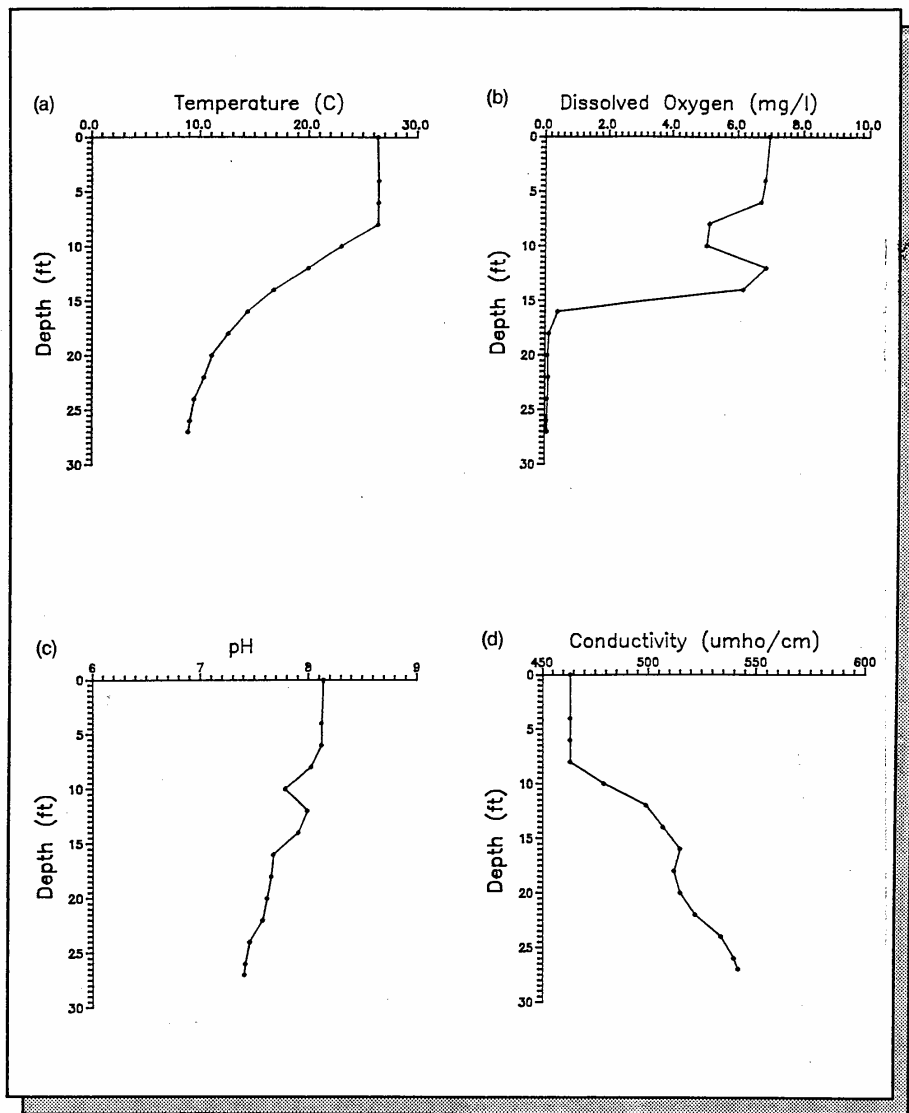 (a) Temperature (C)
0.0 10.0 20.0 30.0
0
5
10
15
20
25
30
Depth (ft)
(b) Dissolved Oxygen (mg/l)
0.0 2.0 4.0 6.0 8.0 10.0
0
5
10
15
20
25
30
Depth (ft)
(c) pH
6 7 8 9
0
5
10
15
20
25
30
Depth (ft)
(d) Conductivity (umho/cm)
450 500 550 600
0
5
10
15
20
25
30
Depth (ft)